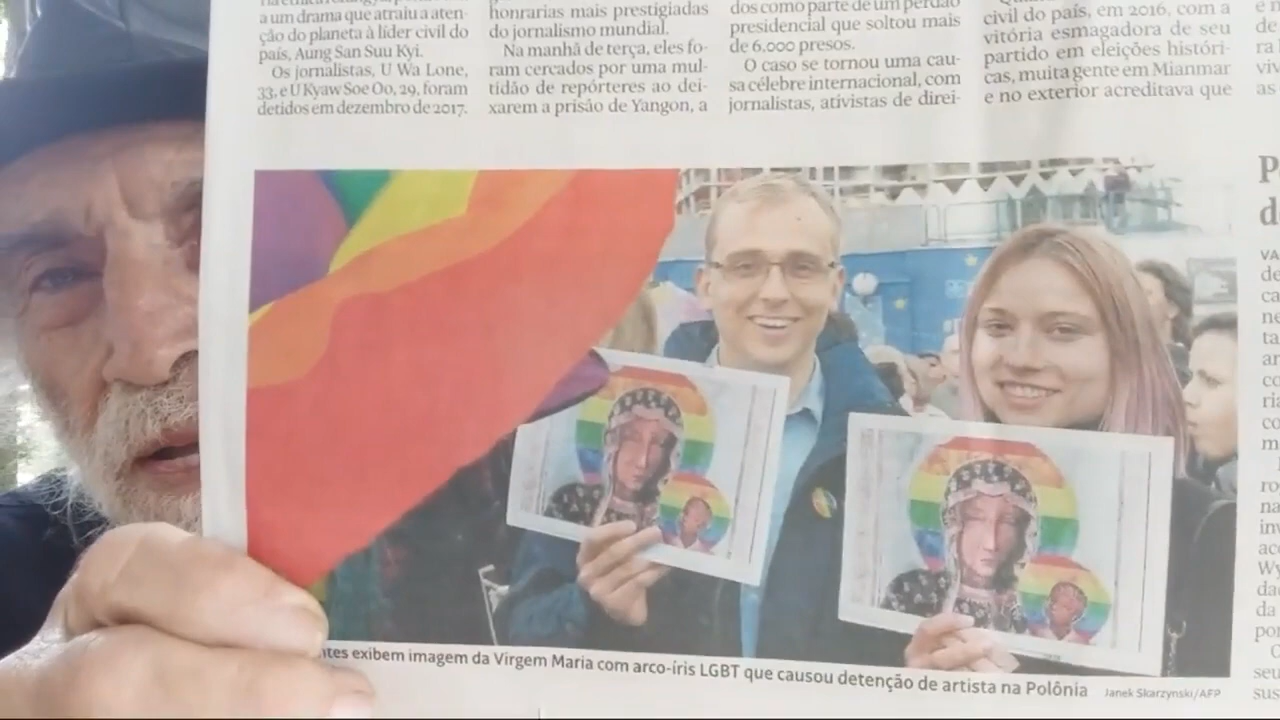 a um drama que atraiu a aten-
ção do planeta à líder civil do
país, Aung San Suu Kyi.
Os jornalistas, U Wa Lone,
33, e U Kyaw Soe Oo, 29, foram
detidos em dezembro de 2017.
honrarias mais prestigiadas
do jornalismo mundial.
Na manhã de terça, eles fo-
ram cercados por uma mul-
tidão de repórteres ao dei-
xarem a prisão de Yangon, a
dos como parte de um perdão
presidencial que soltou mais
de 6.000 presos.
O caso se tornou uma cau-
sa célebre internacional, com
jornalistas, ativistas de direi-
civil do país, em 2016, com a
vitória esmagadora de seu
partido em eleições históri-
cas, muita gente em Mianmar
e no exterior acreditava que
ntes exibem imagem da Virgem Maria com arco-íris LGBT que causou detenção de artista na Polônia
Janek Skarzynski/AFP